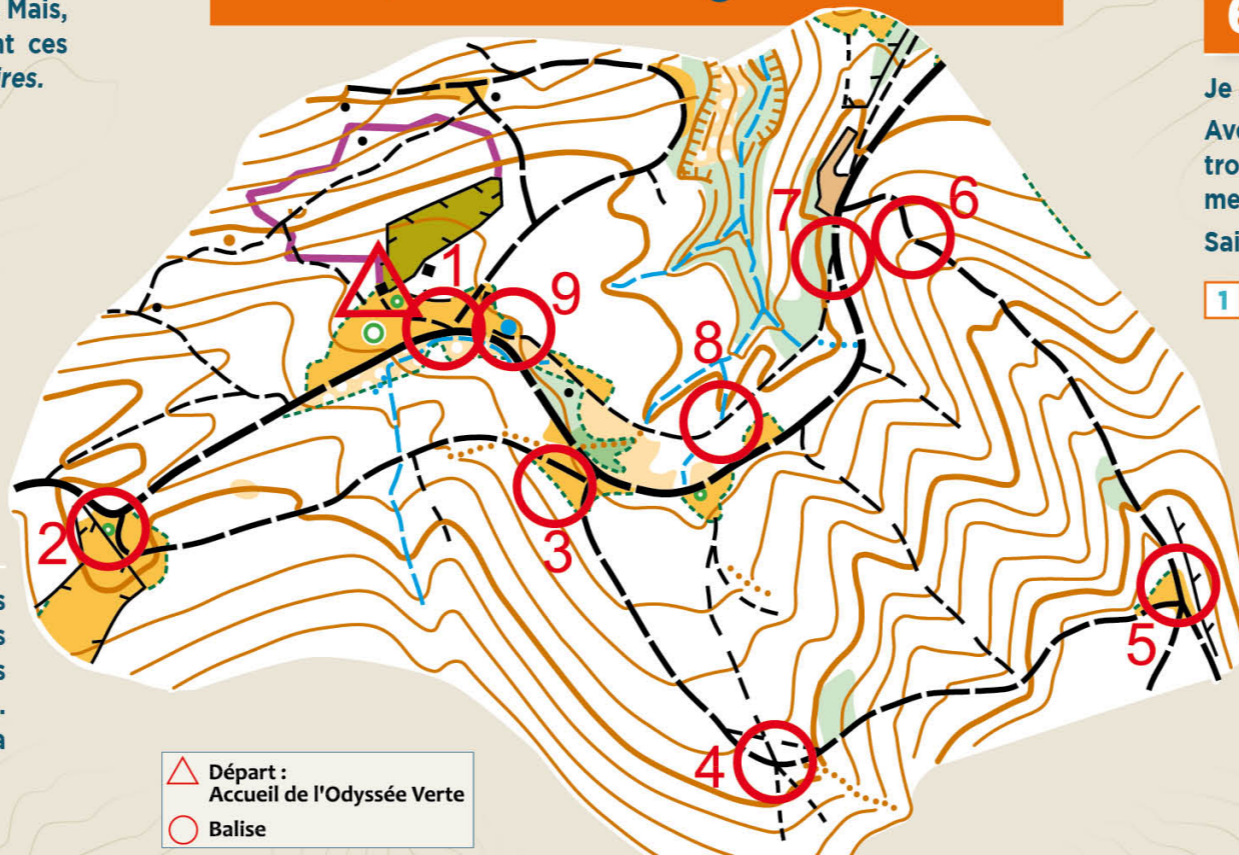 Mais,
nt ces
ires.
6
Je
Ave
tro
me
Sai
1
6
7
1
9
8
2
3
5
4
s
s
s
.
a
Départ :
Accueil de l'Odyssée Verte
Balise